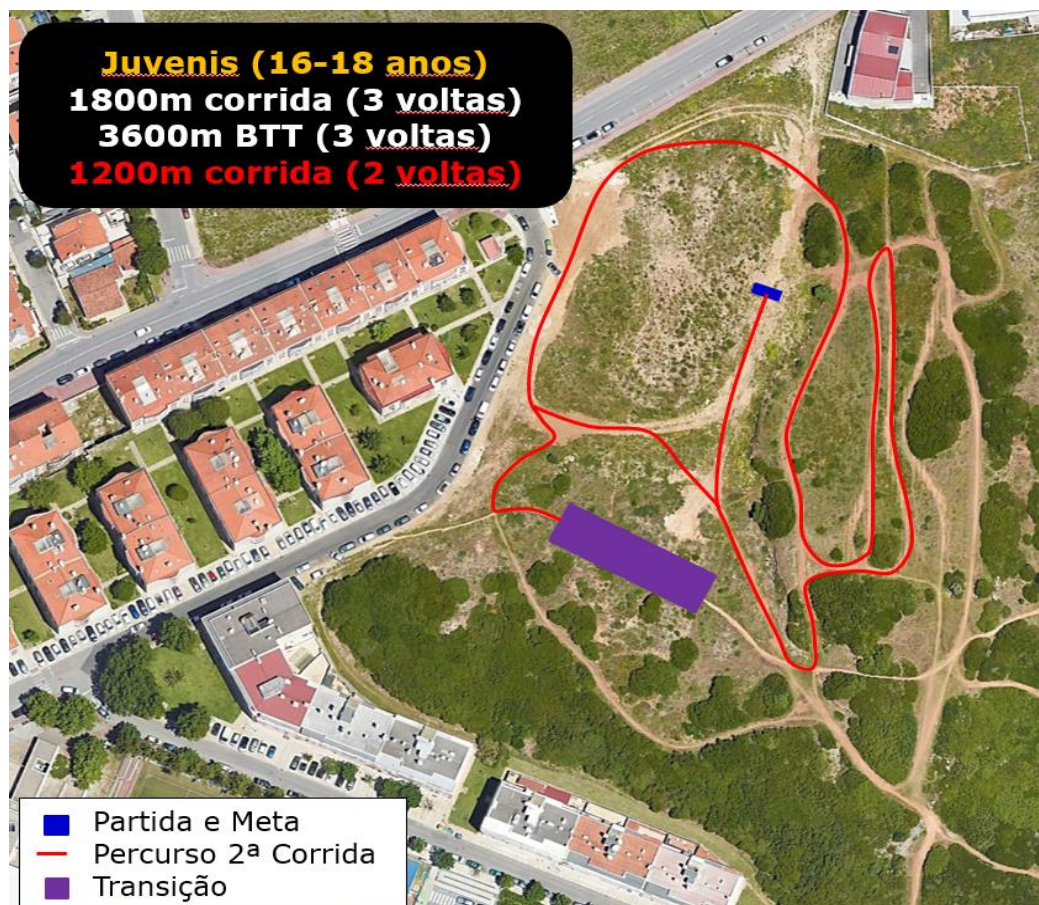 Juvenis (16-18 anos)
1800m corrida (3 voltas)
3600m BTT (3 voltas)
1200m corrida (2 voltas)
Partida e Meta
Percurso 2ª Corrida
Transição